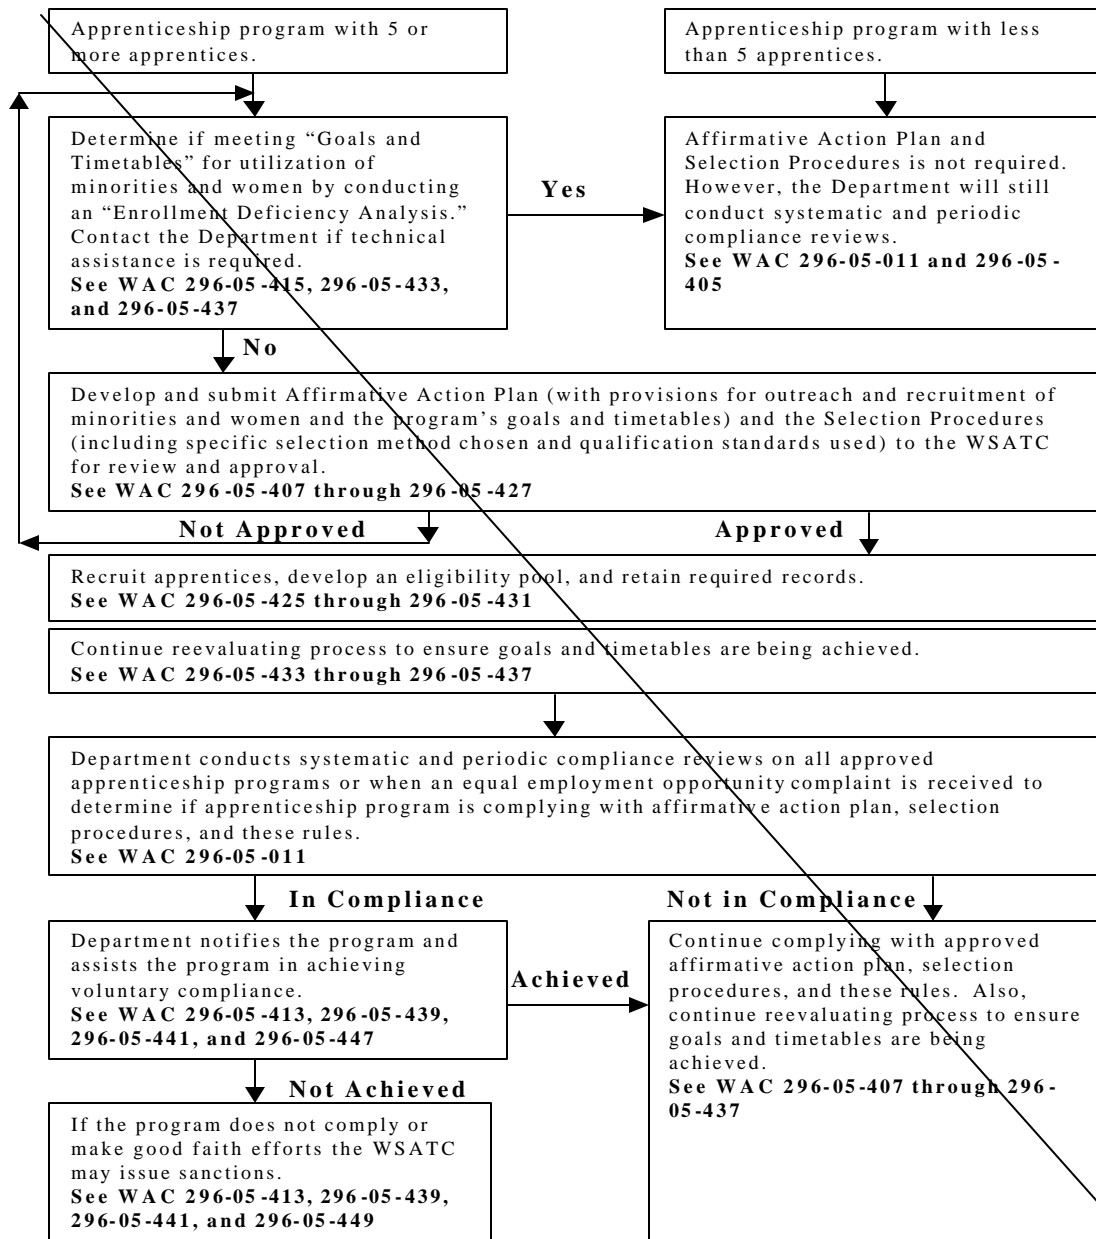 Apprenticeship program with 5 or
more apprentices.
Apprenticeship program with less
than 5 apprentices.
Determine if meeting “Goals and
Timetables” for utilization of
minorities and women by conducting
an “Enrollment Deficiency Analysis.”
Contact the Department if technical
assistance is required.
See WAC 296-05-415, 296-05-433,
and 296-05-437
Yes
Affirmative Action Plan and
Selection Procedures is not required.
However, the Department will still
conduct systematic and periodic
compliance reviews.
See WAC 296-05-011 and 296-05-
405
No
Develop and submit Affirmative Action Plan (with provisions for outreach and recruitment of
minorities and women and the program’s goals and timetables) and the Selection Procedures
(including specific selection method chosen and qualification standards used) to the WSATC
for review and approval.
See WAC 296-05-407 through 296-05-427
Not Approved
Approved
Recruit apprentices, develop an eligibility pool, and retain required records.
See WAC 296-05-425 through 296-05-431
Continue reevaluating process to ensure goals and timetables are being achieved.
See WAC 296-05-433 through 296-05-437
Department conducts systematic and periodic compliance reviews on all approved
apprenticeship programs or when an equal employment opportunity complaint is received to
determine if apprenticeship program is complying with affirmative action plan, selection
procedures, and these rules.
See WAC 296-05-011
In Compliance
Not in Compliance
Department notifies the program and
assists the program in achieving
voluntary compliance.
See WAC 296-05-413, 296-05-439,
296-05-441, and 296-05-447
Achieved
Continue complying with approved
affirmative action plan, selection
procedures, and these rules. Also,
continue reevaluating process to ensure
goals and timetables are being
achieved.
See WAC 296-05-407 through 296-
05-437
Not Achieved
If the program does not comply or
make good faith efforts the WSATC
may issue sanctions.
See WAC 296-05-413, 296-05-439,
296-05-441, and 296-05-449